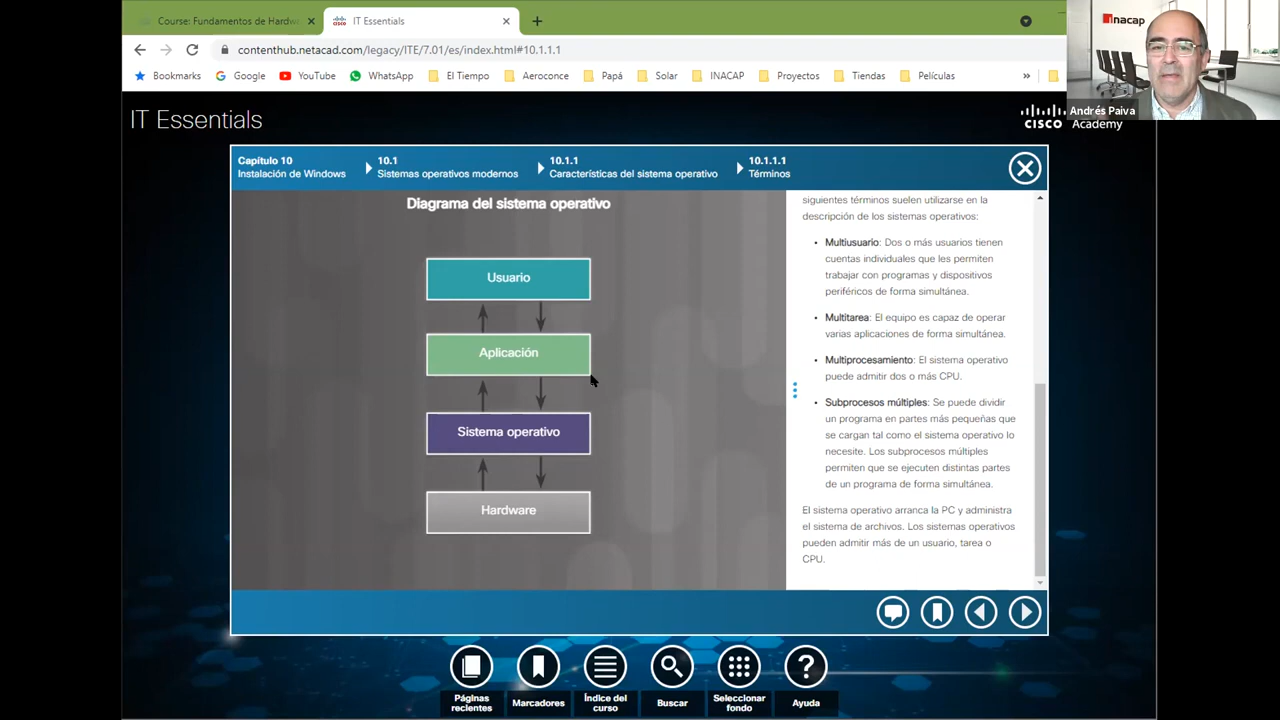 Course: Fundamentos de Hardw
IT Essentials
contenthub.netacad.com/legacy/ITE/7.01/es/index.html#10.1.1.1
Bookmarks
Google
YouTube
WhatsApp
El Tiempo
Aeroconce
Papá
Solar
INACAP
Proyectos
Tiendas
Películas
»
inacap
Andrés Paiva
IT Essentials
CISCO
Academy
Capítulo 10
Instalación de Windows
10.1
Sistemas operativos modernos
10.1.1
Características del sistema operativo
10.1.1.1
Términos
Diagrama del sistema operativo
Usuario
Aplicación
Sistema operativo
Hardware
siguientes términos suelen utilizarse en la
descripción de los sistemas operativos:
• Multiusuario: Dos o más usuarios tienen
cuentas individuales que les permiten
trabajar con programas y dispositivos
periféricos de forma simultánea.
• Multitarea: El equipo es capaz de operar
varias aplicaciones de forma simultánea.
• Multiprocesamiento: El sistema operativo
puede admitir dos o más CPU.
• Subprocesos múltiples: Se puede dividir
un programa en partes más pequeñas que
se cargan tal como el sistema operativo lo
necesite. Los subprocesos múltiples
permiten que se ejecuten distintas partes
de un programa de forma simultánea.
El sistema operativo arranca la PC y administra
el sistema de archivos. Los sistemas operativos
pueden admitir más de un usuario, tarea o
CPU.
Páginas
recientes
Marcadores
Índice del
curso
Buscar
Seleccionar
fondo
?
Ayuda